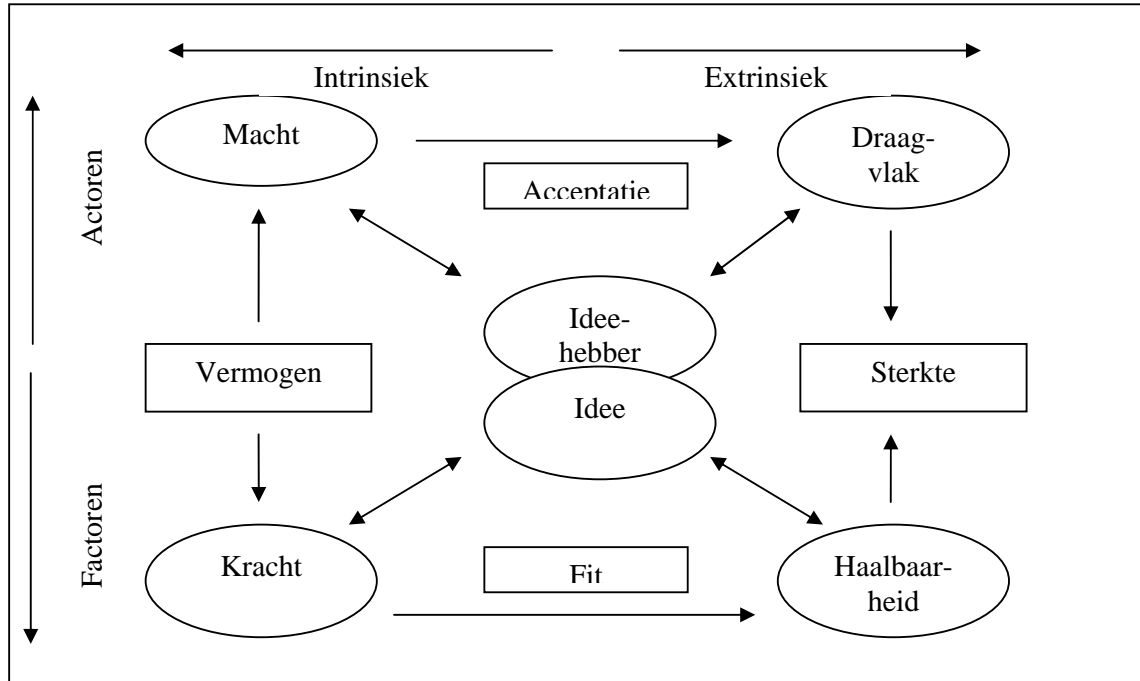 Intrinsiek
Extrinsiek
Macht
Draag-
vlak
Acceptatie
Actoren
Idee-
hebber
Vermogen
Sterkte
Idee
Factoren
Kracht
Fit
Haalbaar-
heid